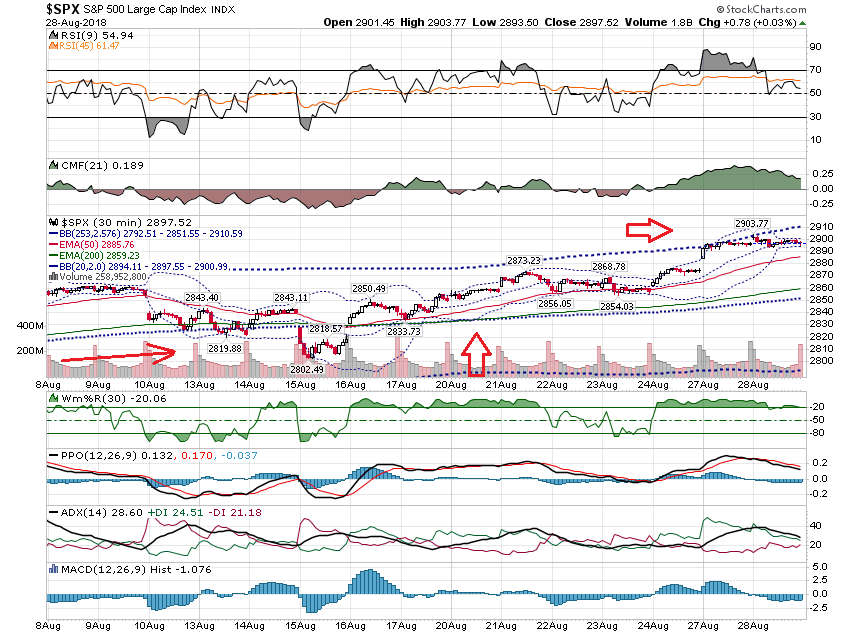 $SPX S&P 500 Large Cap Index INDX
© StockCharts.com
28-Aug-2018
Open 2901.45 High 2903.77 Low 2893.50 Close 2897.52 Volume 1.8B Chg +0.78 (+0.03%)
RSI(9) 54.94
RSI(45) 61.47
90
70
50
30
10
CMF(21) 0.189
0.25
0.00
-0.25
$SPX (30 min) 2897.52
BB(253,2.576) 2792.51 - 2851.55 - 2910.59
EMA(50) 2885.76
EMA(200) 2859.23
BB(20,2.0) 2894.11 - 2897.55 - 2900.99
Volume 258,952,800
2903.77
2873.23
2868.78
2850.49
2843.40
2843.11
2856.05
2854.03
2818.57
2833.73
2819.88
2802.49
2910
2900
2890
2880
2870
2860
2850
2840
2830
2820
2810
2800
400M
200M
8Aug 9Aug 10Aug 13Aug 14Aug 15Aug 16Aug 17Aug 20Aug 21Aug 22Aug 23Aug 24Aug 27Aug 28Aug
Wm%R(30) -20.06
-20
-50
-80
PPO(12,26,9) 0.132, 0.170, -0.037
0.2
0.0
-0.2
ADX(14) 28.60 +DI 24.51 -DI 21.18
40
20
MACD(12,26,9) Hist -1.076
5.0
2.5
0.0
-2.5
8Aug 9Aug 10Aug 13Aug 14Aug 15Aug 16Aug 17Aug 20Aug 21Aug 22Aug 23Aug 24Aug 27Aug 28Aug